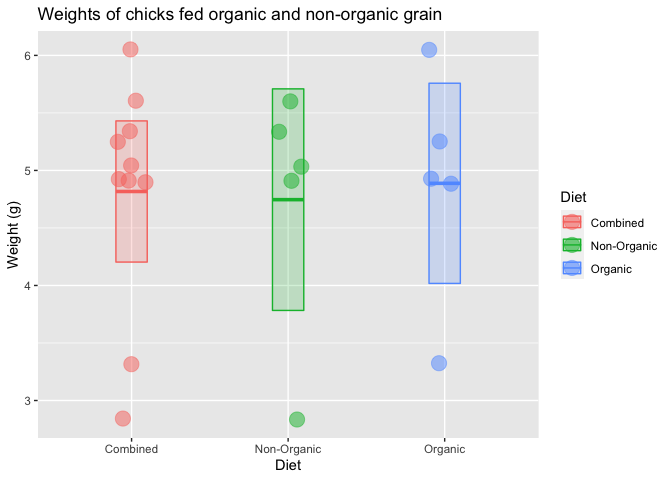 Weights of chicks fed organic and non-organic grain
6
5
4
3
Weight (g)
Combined
Non-Organic
Organic
Diet
Diet
Combined
Non-Organic
Organic